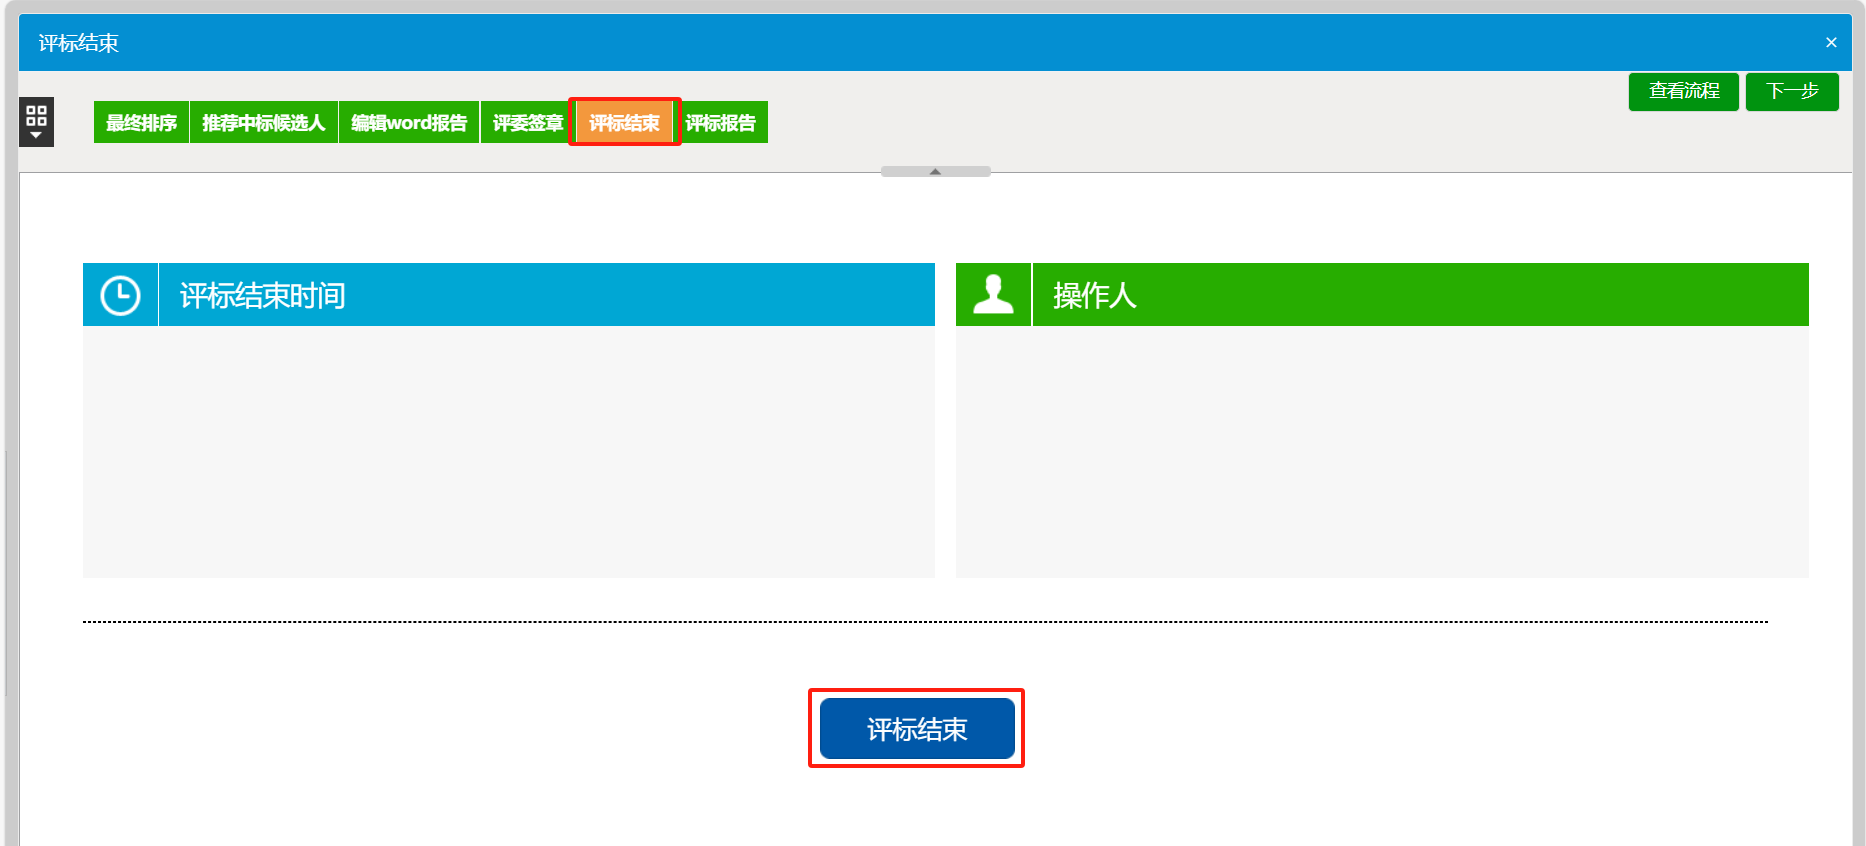 评标结束
查看流程 下一步
最终排序 推荐中标候选人 编辑word报告 评委签章 评标结束 评标报告
评标结束时间 操作人
评标结束